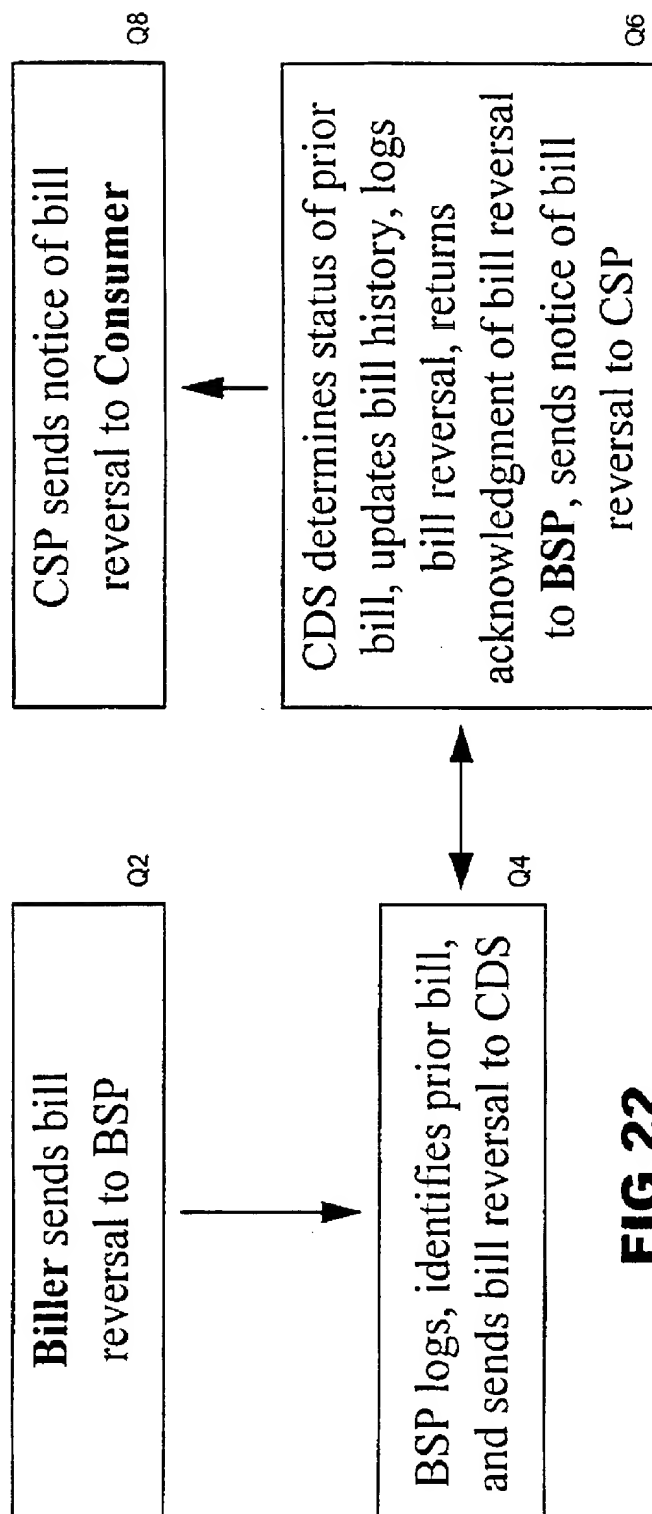 Biller sends bill
reversal to BSP
Q2
BSP logs, identifies prior bill,
and sends bill reversal to CDS
Q4
CDS determines status of prior
bill, updates bill history, logs
bill reversal, returns
acknowledgment of bill reversal
to BSP, sends notice of bill
reversal to CSP
Q6
CSP sends notice of bill
reversal to Consumer
Q8
FIG 22